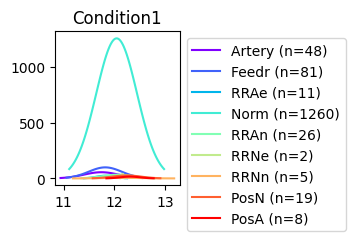 Condition1
1000
500
0
11
12
13
Artery (n=48)
Feedr (n=81)
RRAe (n=11)
Norm (n=1260)
RRAn (n=26)
RRNe (n=2)
RRNn (n=5)
PosN (n=19)
PosA (n=8)